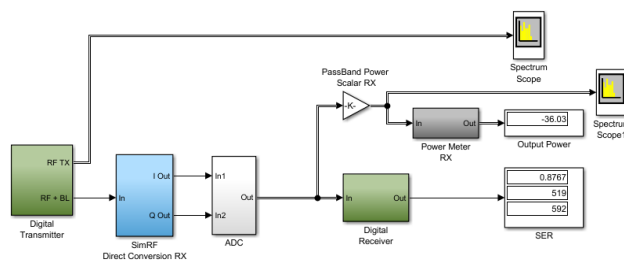 Spectrum
Scope
PassBand Power
Scalar RX
-K-
In
Out
Power Meter
RX
-36.03
Output Power
Spectrum
Scope1
RF TX
RF + BL
Digital
Transmitter
In
I Out
Q Out
SimRF
Direct Conversion RX
In1
In2
Out
ADC
In
Out
Digital
Receiver
0.8767
519
592
SER